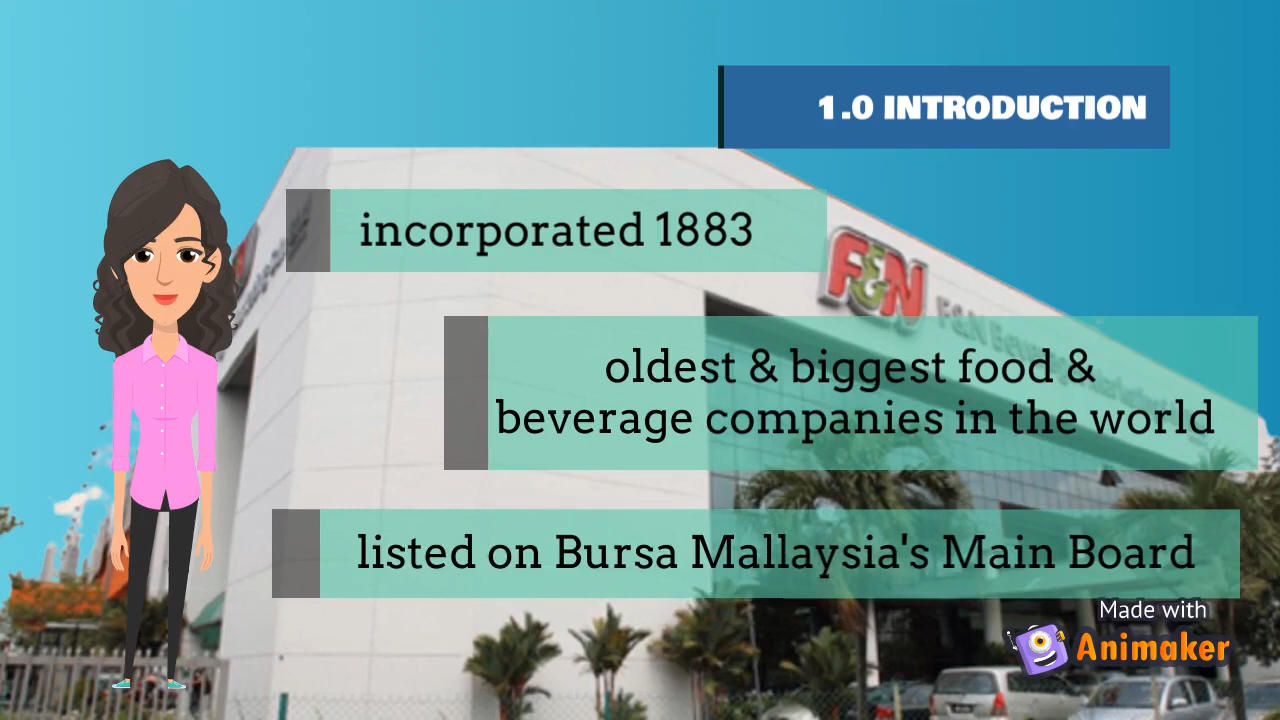 1.0 INTRODUCTION
incorporated 1883
F&N
oldest & biggest food &
beverage companies in the world
listed on Bursa Mallaysia's Main Board
Made with
Animaker